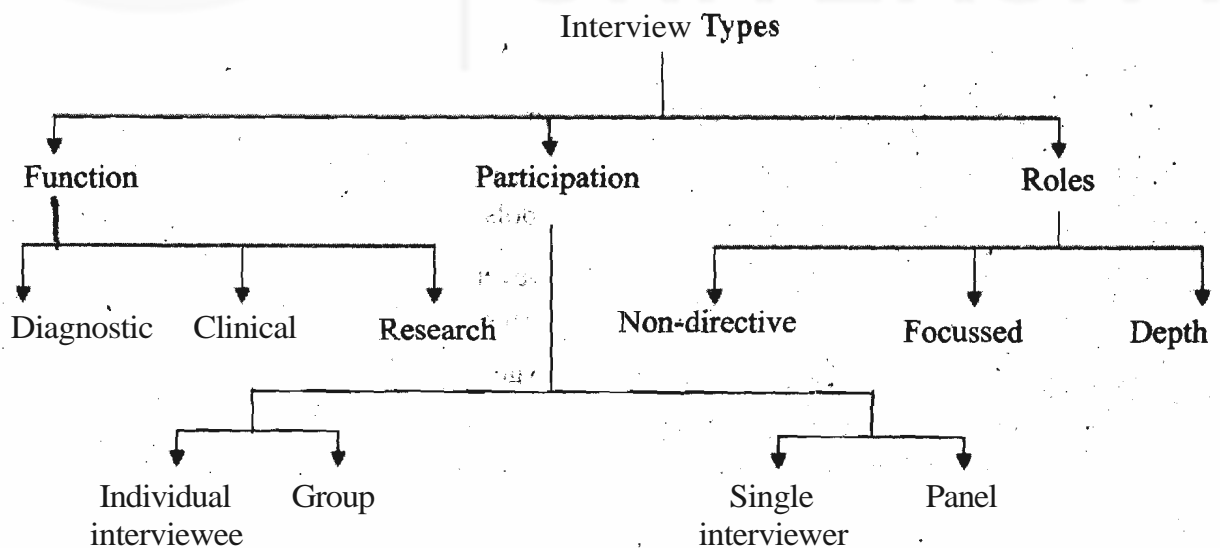 Interview Types
Function Participation Roles
Diagnostic Clinical Research Non-directive Focussed Depth
Individual interviewee Group Single interviewer Panel